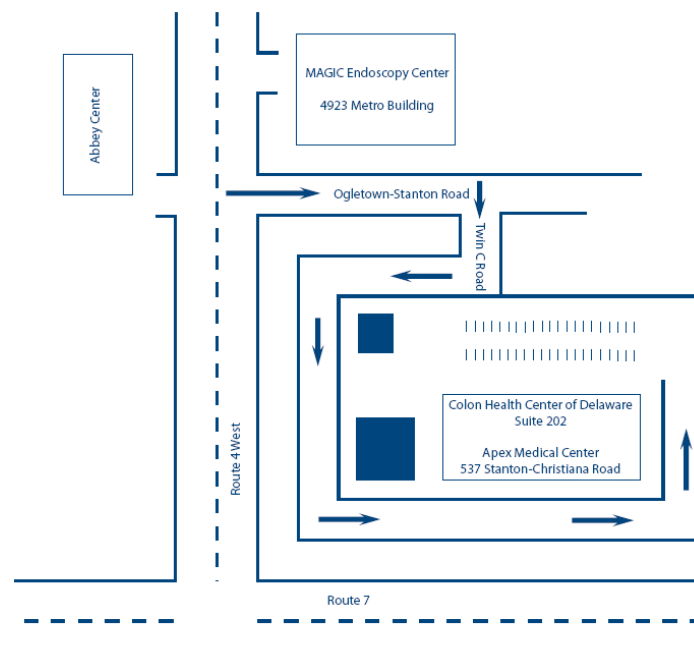 MAGIC Endoscopy Center
4923 Metro Building
Abbey Center
Ogletown-Stanton Road
Twin C Road
Colon Health Center of Delaware
Suite 202
Apex Medical Center
537 Stanton-Christiana Road
Route 4 West
Route 7